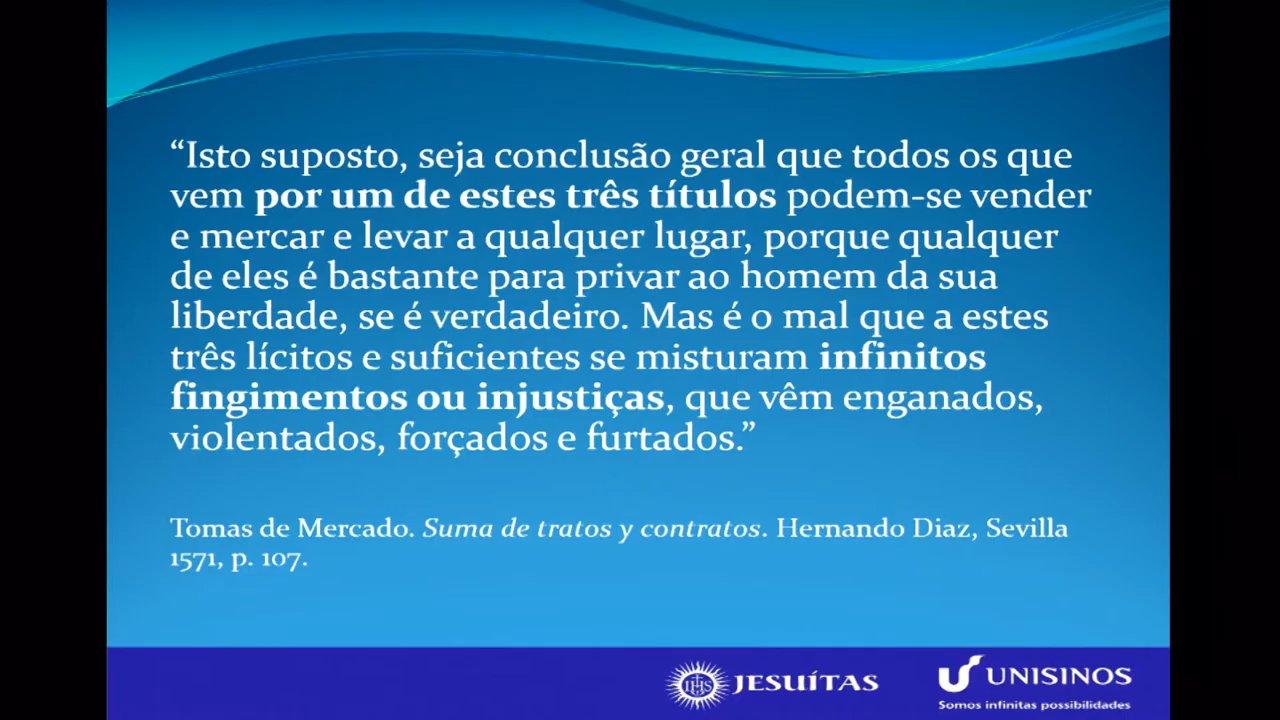 “Isto suposto, seja conclusão geral que todos os que
vem por um de estes três títulos podem-se vender
e mercar e levar a qualquer lugar, porque qualquer
de eles é bastante para privar ao homem da sua
liberdade, se é verdadeiro. Mas é o mal que a estes
três lícitos e suficientes se misturam infinitos
fingimentos ou injustiças, que vêm enganados,
violentados, forçados e furtados.”
Tomas de Mercado. Suma de tratos y contratos. Hernando Diaz, Sevilla
1571, p. 107.
IHS JESUÍTAS
UNISINOS
Somos infinitas possibilidades